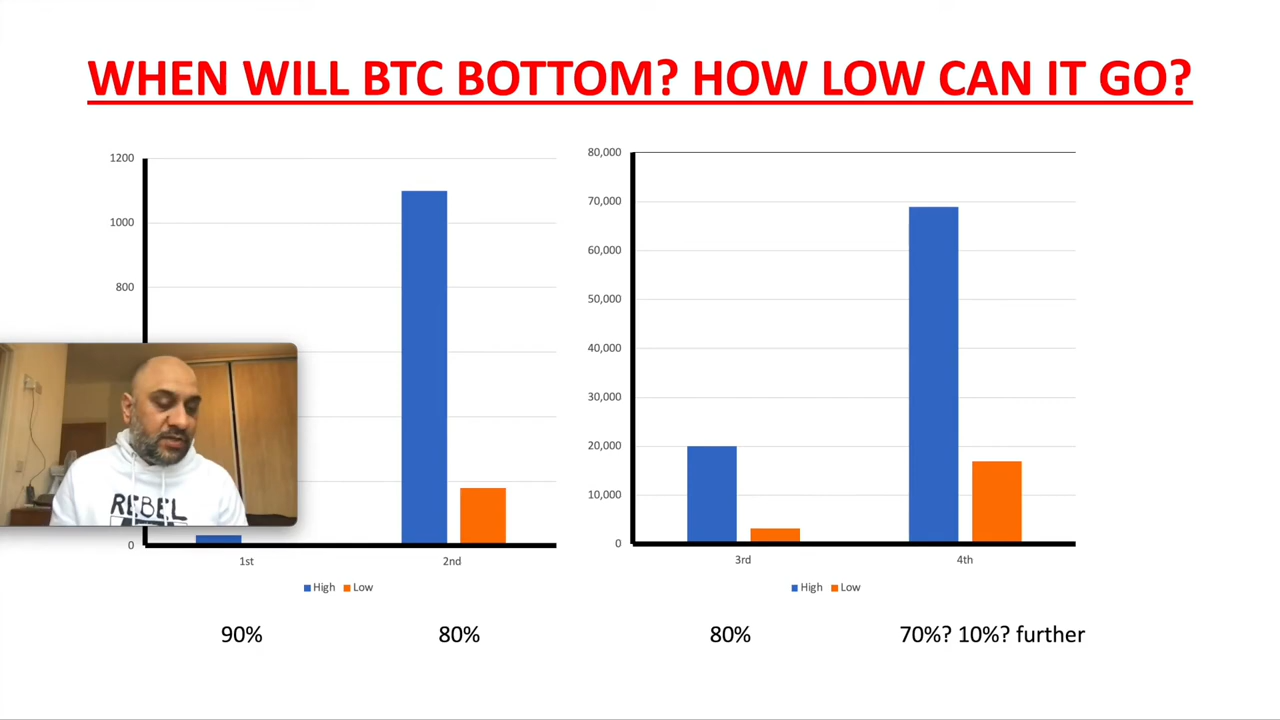 WHEN WILL BTC BOTTOM? HOW LOW CAN IT GO?
1200
1000
800
0
1st
2nd
High
Low
80,000
70,000
60,000
50,000
40,000
30,000
20,000
10,000
0
3rd
4th
High
Low
REBEL
90%
80%
80%
70%? 10%? further